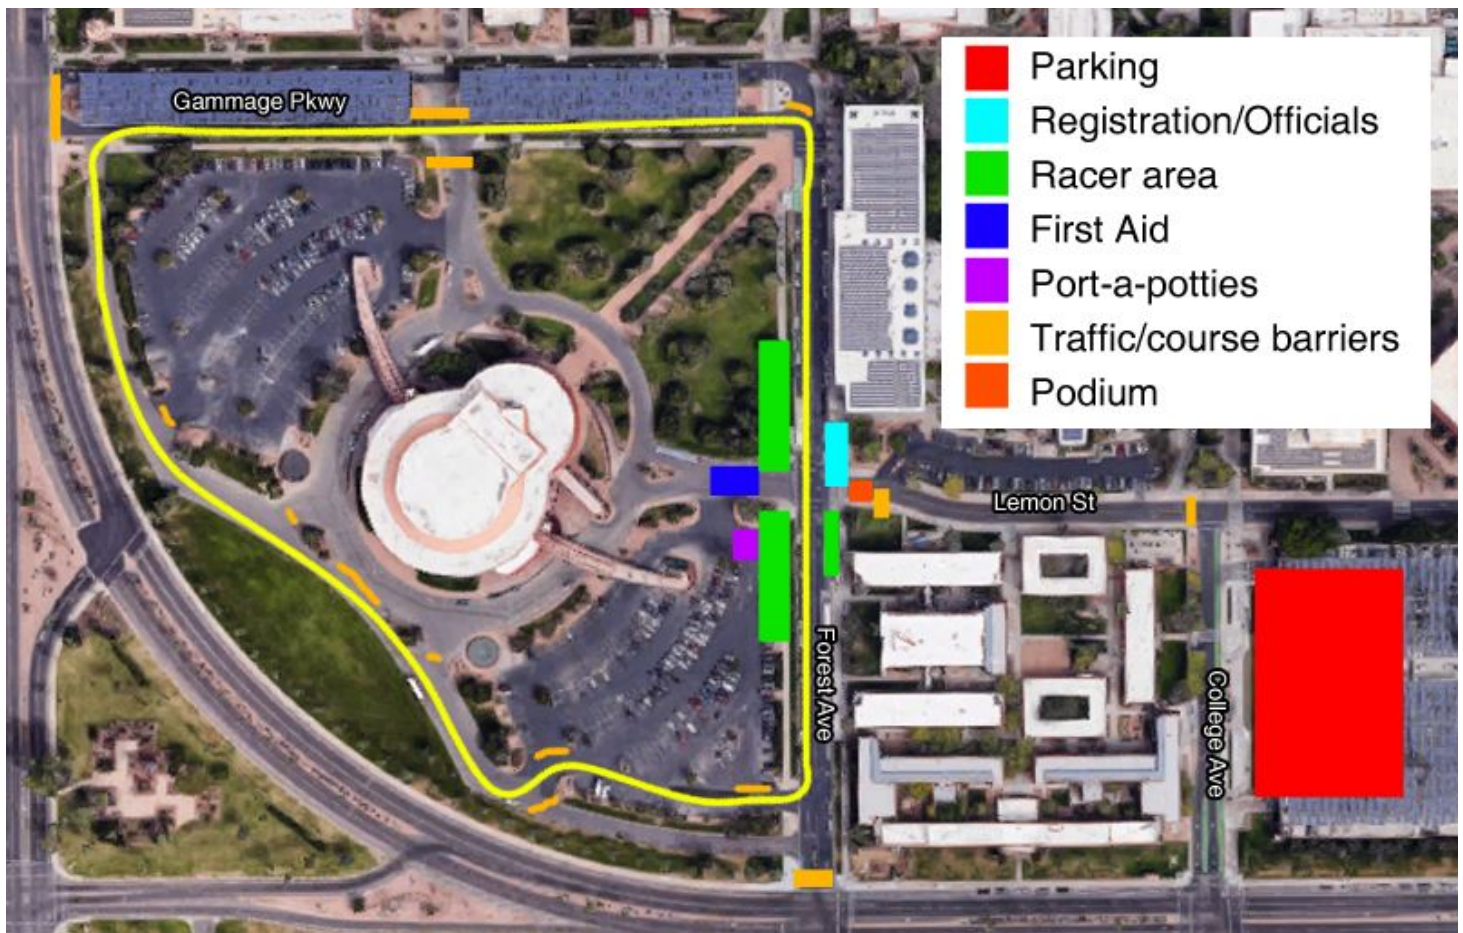 Gammage Pkwy
Parking
Registration/Officials
Racer area
First Aid
Port-a-potties
Traffic/course barriers
Podium
Lemon St
Forest Ave
College Ave